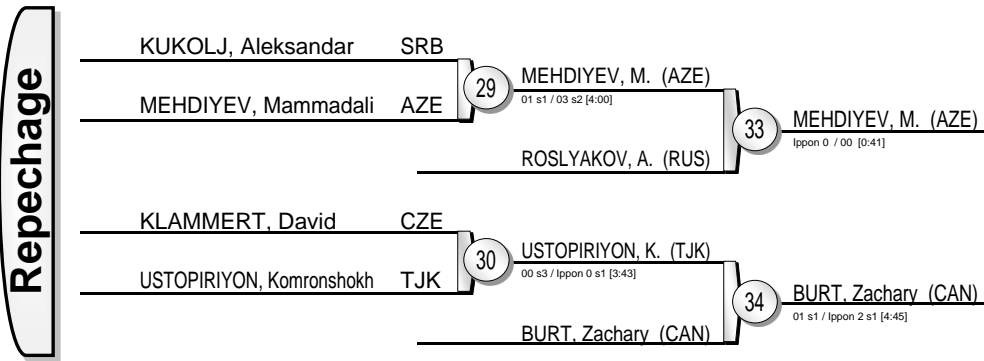 Repechage
KUKOLJ, Aleksandar SRB
MEHDIYEV, Mammadali AZE
29
MEHDIYEV, M. (AZE)
01 s1 / 03 s2 [4:00]
ROSLYAKOV, A. (RUS)
33
MEHDIYEV, M. (AZE)
Ippon 0 / 00 [0:41]
KLAMMERT, David CZE
USTOPIRIYON, Komronshokh TJK
30
USTOPIRIYON, K. (TJK)
00 s3 / Ippon 0 s1 [3:43]
BURT, Zachary (CAN)
34
BURT, Zachary (CAN)
01 s1 / Ippon 2 s1 [4:45]